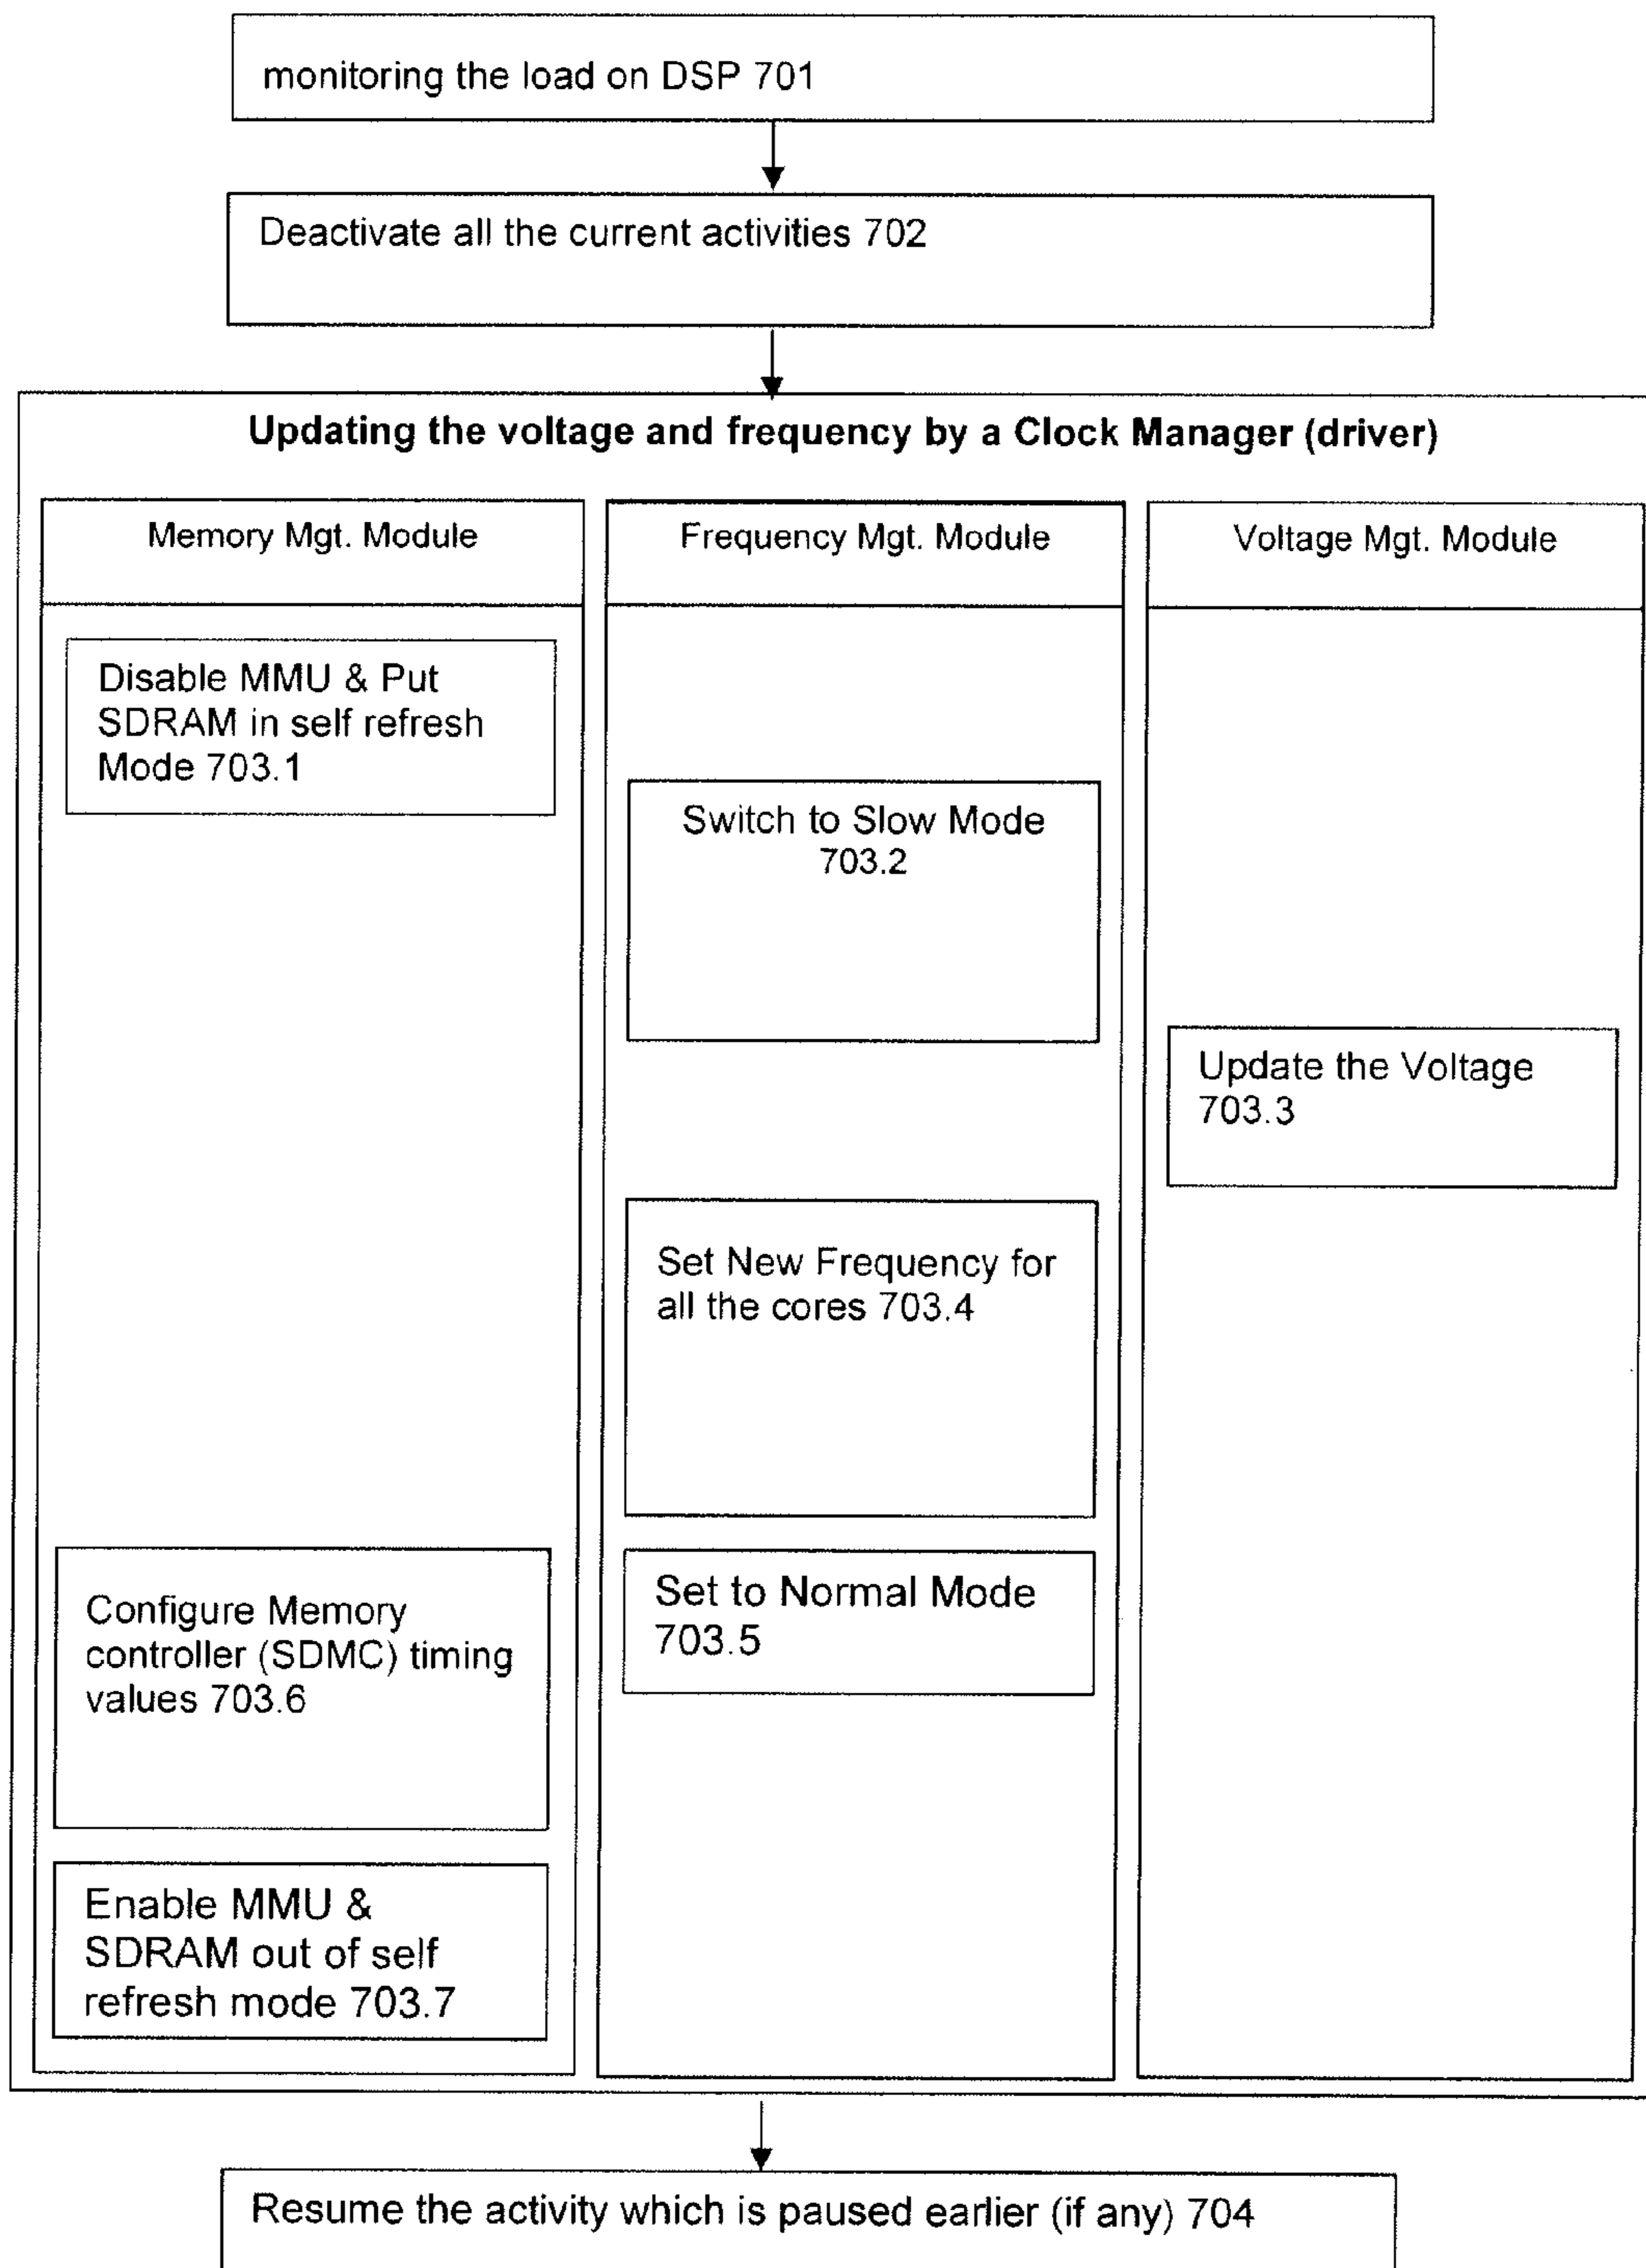 monitoring the load on DSP 701
Deactivate all the current activities 702
Updating the voltage and frequency by a Clock Manager (driver)
Memory Mgt. Module
Frequency Mgt. Module
Voltage Mgt. Module
Disable MMU & Put
SDRAM in self refresh
Mode 703.1
Switch to Slow Mode
703.2
Update the Voltage
703.3
Set New Frequency for
all the cores 703.4
Set to Normal Mode
703.5
Configure Memory
controller (SDMC) timing
values 703.6
Enable MMU &
SDRAM out of self
refresh mode 703.7
Resume the activity which is paused earlier (if any) 704